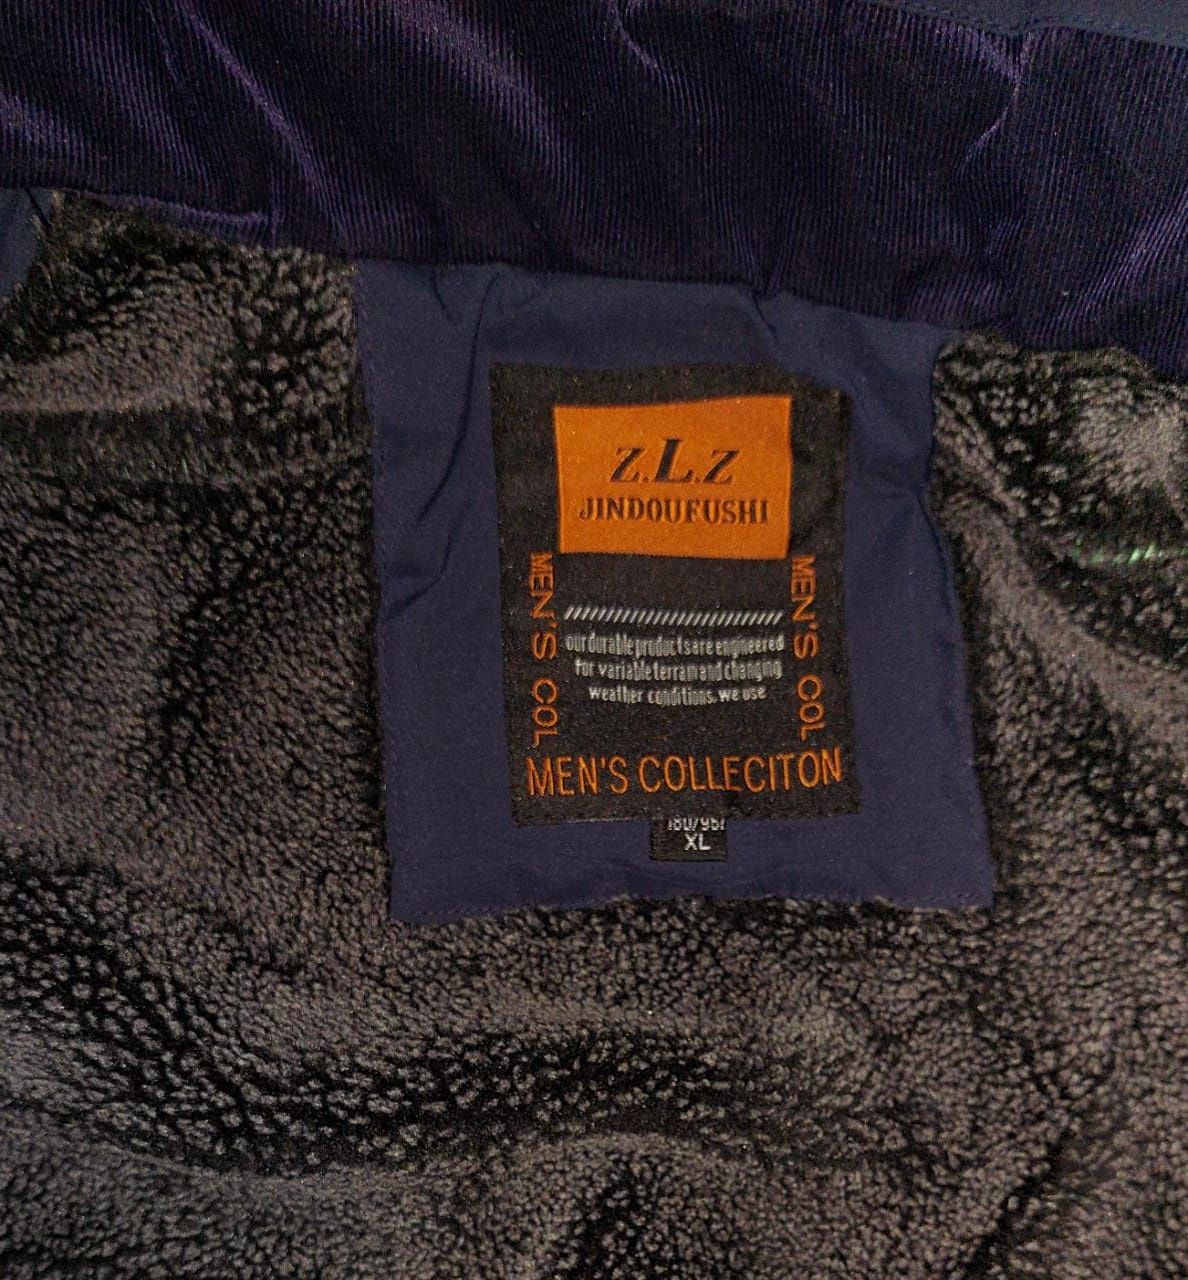 Z.L.Z
JINDOUFUSHI
MEN'S COL
MEN'S COL
our durable products are engineered
for variable terrain and changing
weather conditions. we use
MEN'S COLLECITON
XL